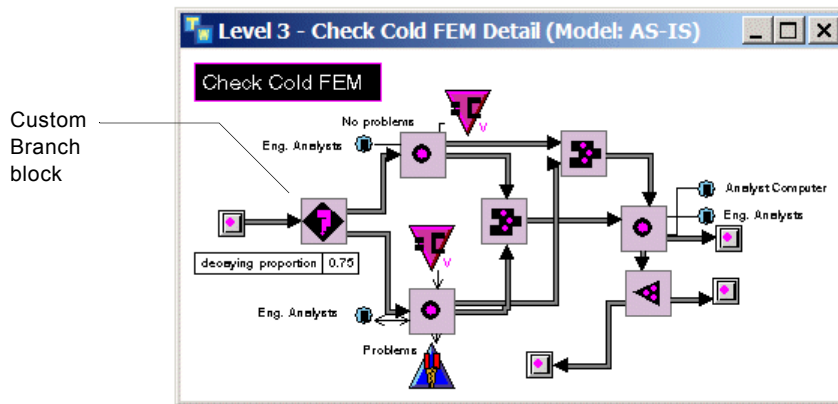 Level 3 - Check Cold FEM Detail (Model: AS-IS)
Check Cold FEM
Custom
Branch
block
No problems
Eng. Analysts
V
Analyst Computer
Eng. Analysts
V
decaying proportion 0.75
Eng. Analysts
Problems